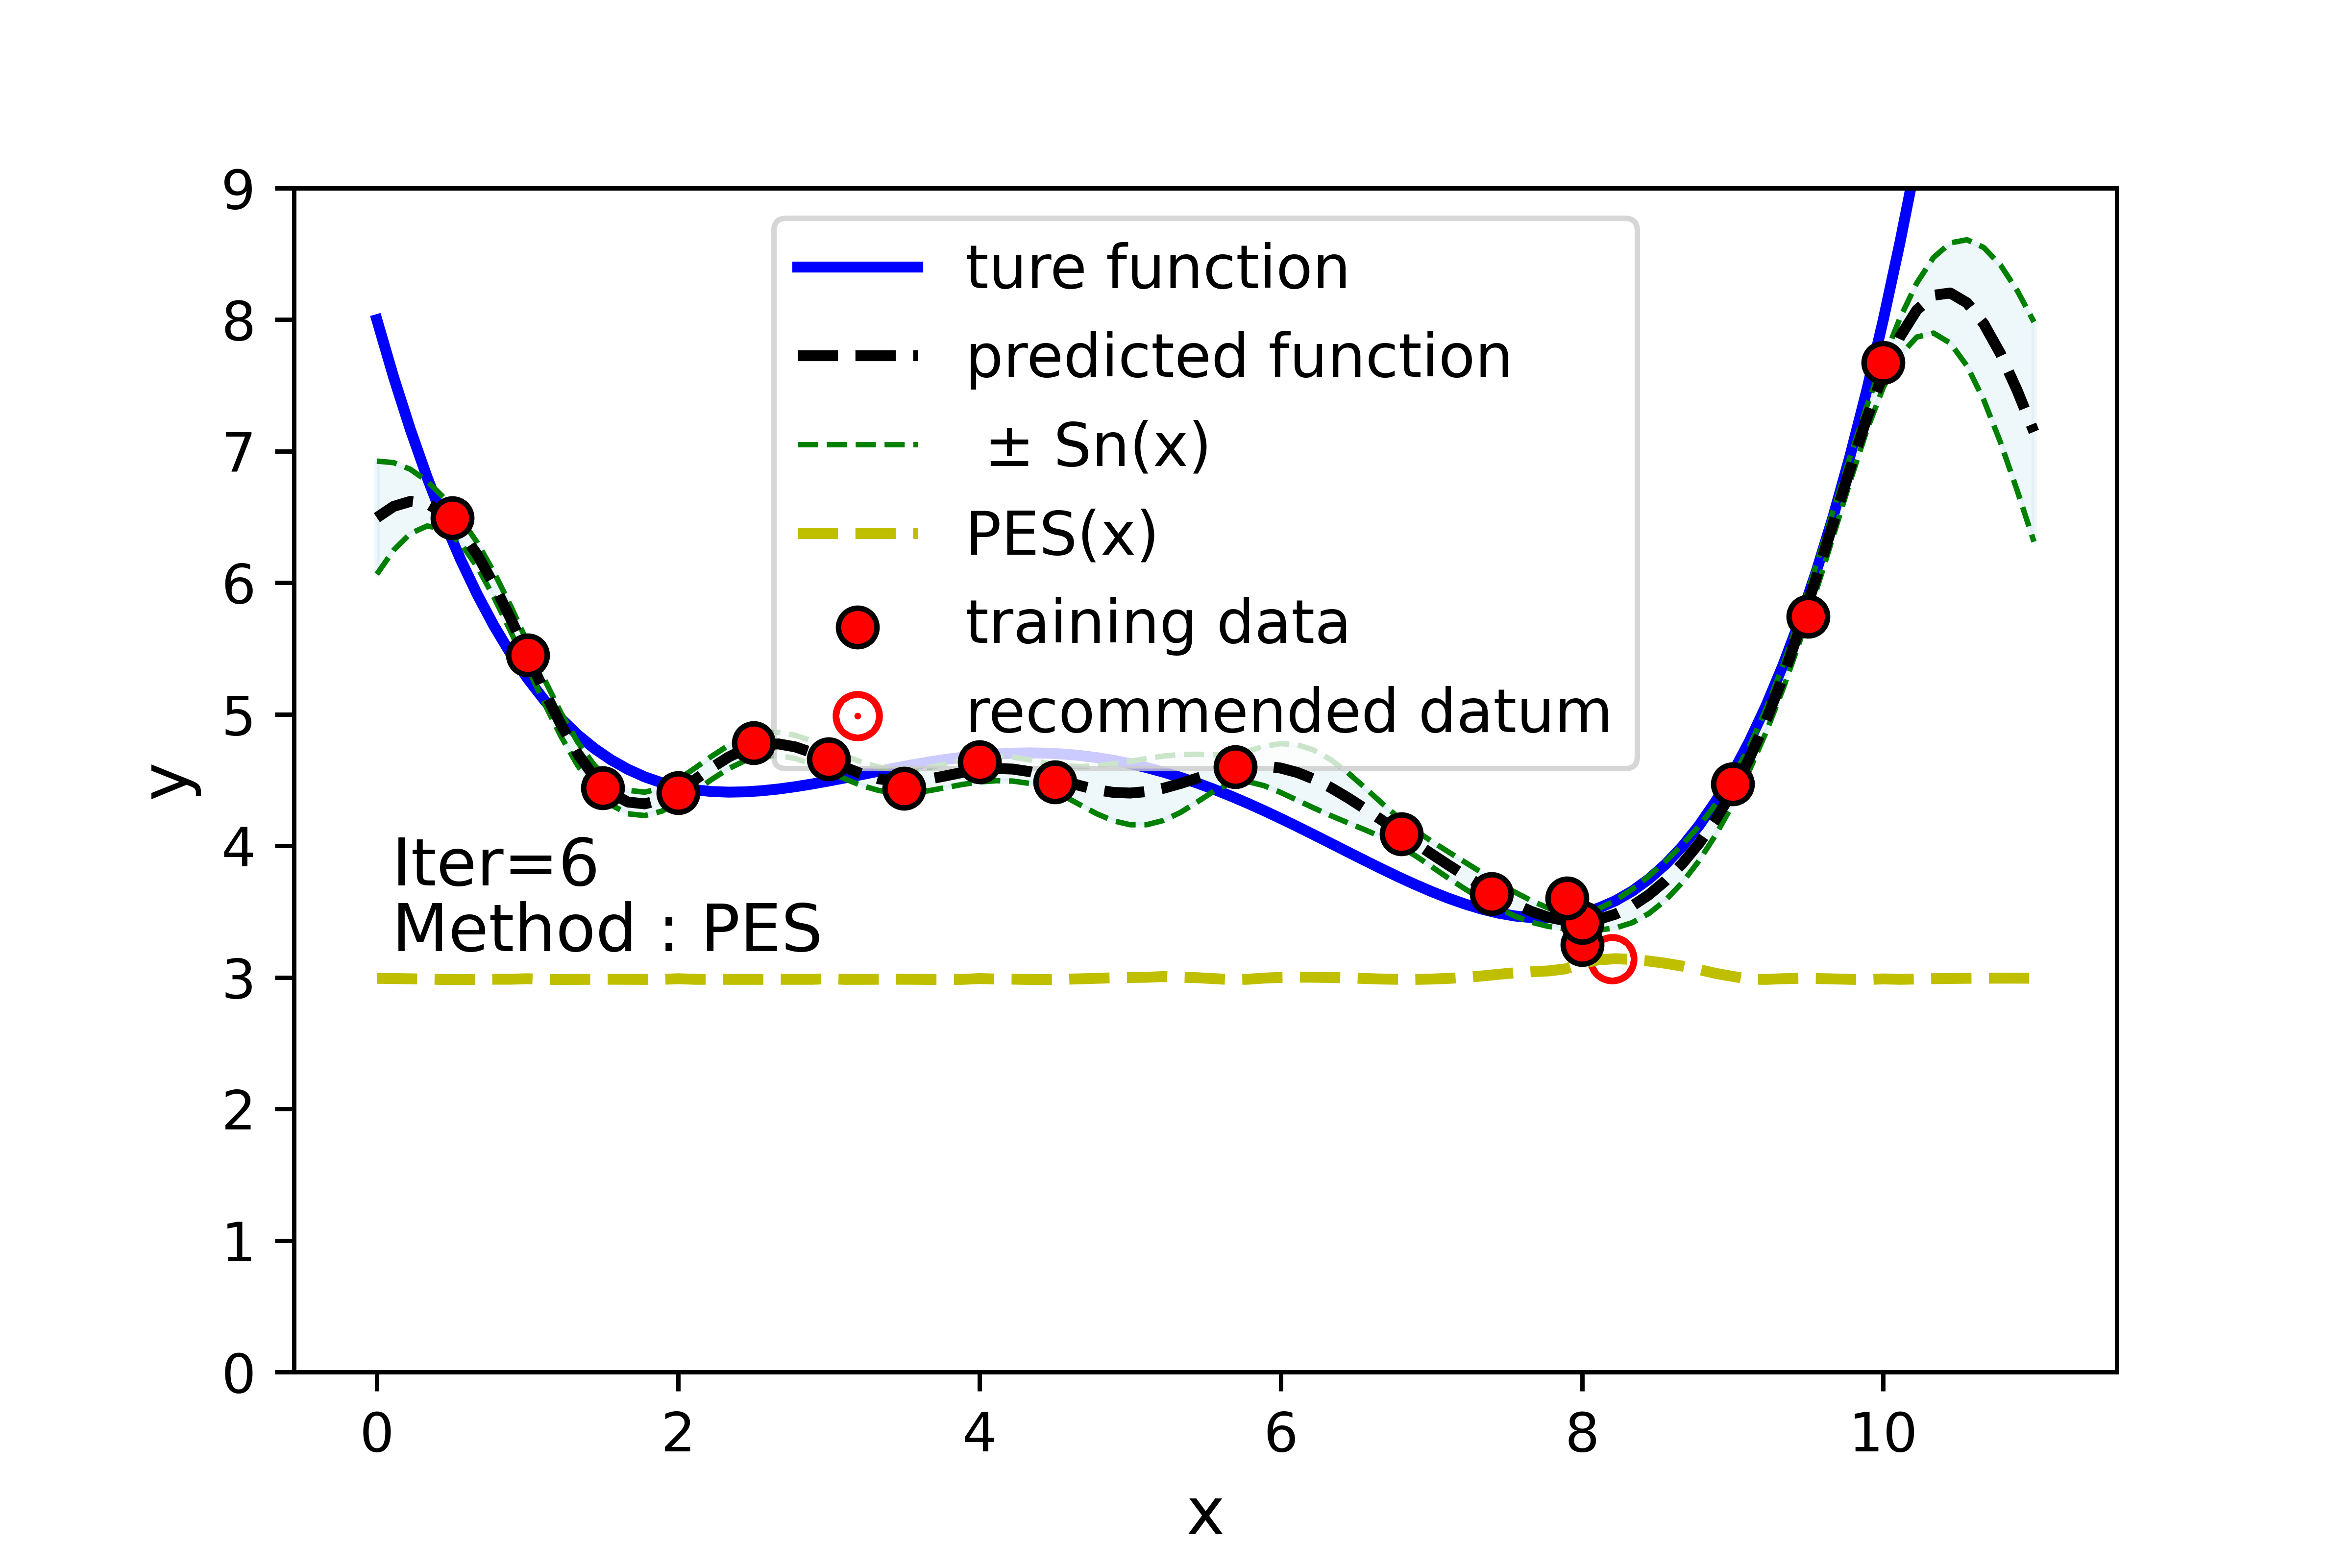 9
8
7
6
5
4
3
2
1
0
y
ture function
predicted function
± Sn(x)
PES(x)
training data
recommended datum
Iter=6
Method : PES
0 2 4 6 8 10
x